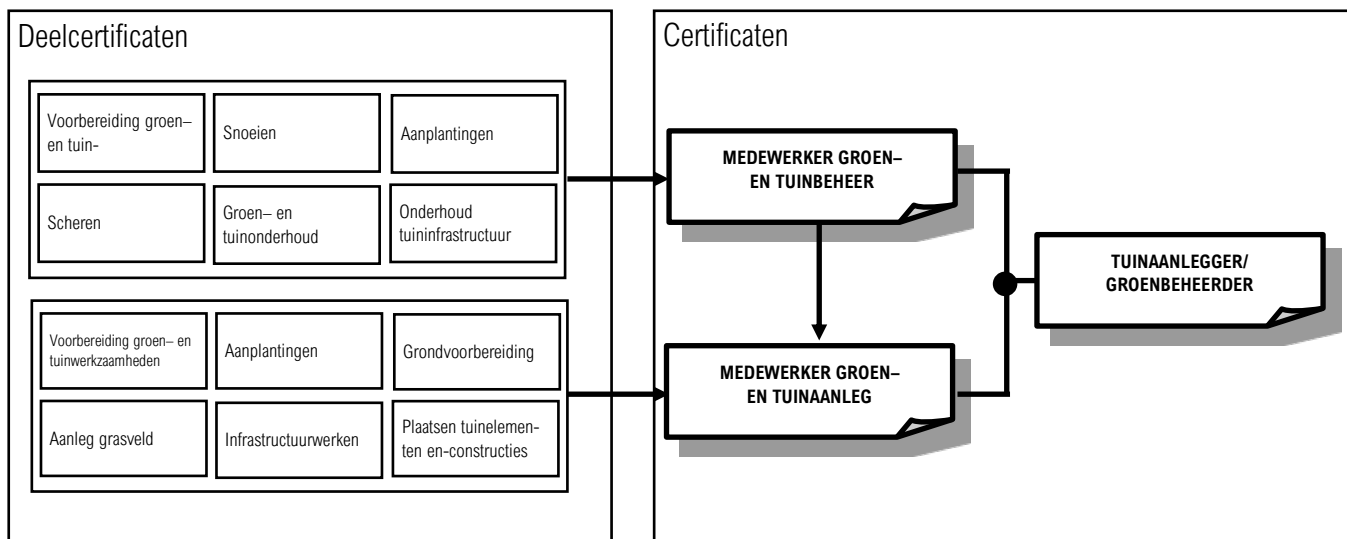 Deelcertificaten
Voorbereiding groen–
en tuin-
Snoeien
Aanplantingen
Scheren
Groen– en
tuinonderhoud
Onderhoud
tuininfrastructuur
Voorbereiding groen– en
tuinwerkzaamheden
Aanplantingen
Grondvoorbereiding
Aanleg grasveld
Infrastructuurwerken
Plaatsen tuinelemen-
ten en-constructies
Certificaten
MEDEWERKER GROEN–
EN TUINBEHEER
MEDEWERKER GROEN–
EN TUINAANLEG
TUINAANLEGGER/
GROENBEHEERDER